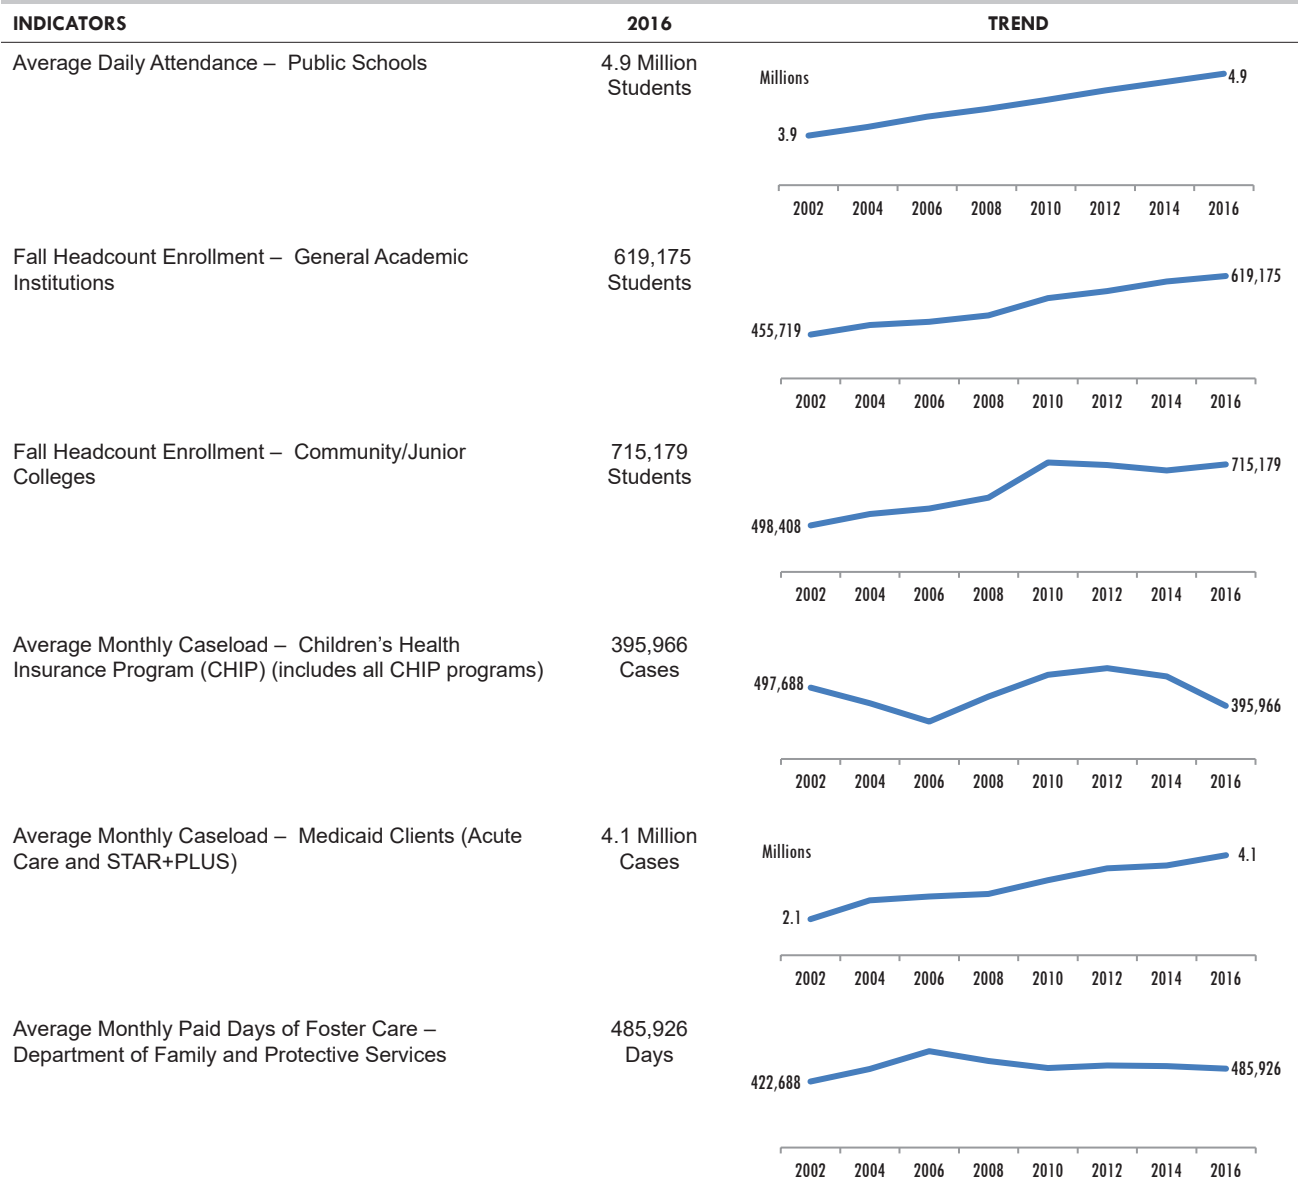 INDICATORS 2016 TREND
Average Daily Attendance – Public Schools 4.9 Million
Students
Millions
4.9
3.9
2002 2004 2006 2008 2010 2012 2014 2016
Fall Headcount Enrollment – General Academic
Institutions
619,175
Students
619,175
455,719
2002 2004 2006 2008 2010 2012 2014 2016
Fall Headcount Enrollment – Community/Junior
Colleges
715,179
Students
715,179
498,408
2002 2004 2006 2008 2010 2012 2014 2016
Average Monthly Caseload – Children’s Health
Insurance Program (CHIP) (includes all CHIP programs)
395,966
Cases
497,688
395,966
2002 2004 2006 2008 2010 2012 2014 2016
Average Monthly Caseload – Medicaid Clients (Acute
Care and STAR+PLUS)
4.1 Million
Cases
Millions
4.1
2.1
2002 2004 2006 2008 2010 2012 2014 2016
Average Monthly Paid Days of Foster Care –
Department of Family and Protective Services
485,926
Days
485,926
422,688
2002 2004 2006 2008 2010 2012 2014 2016